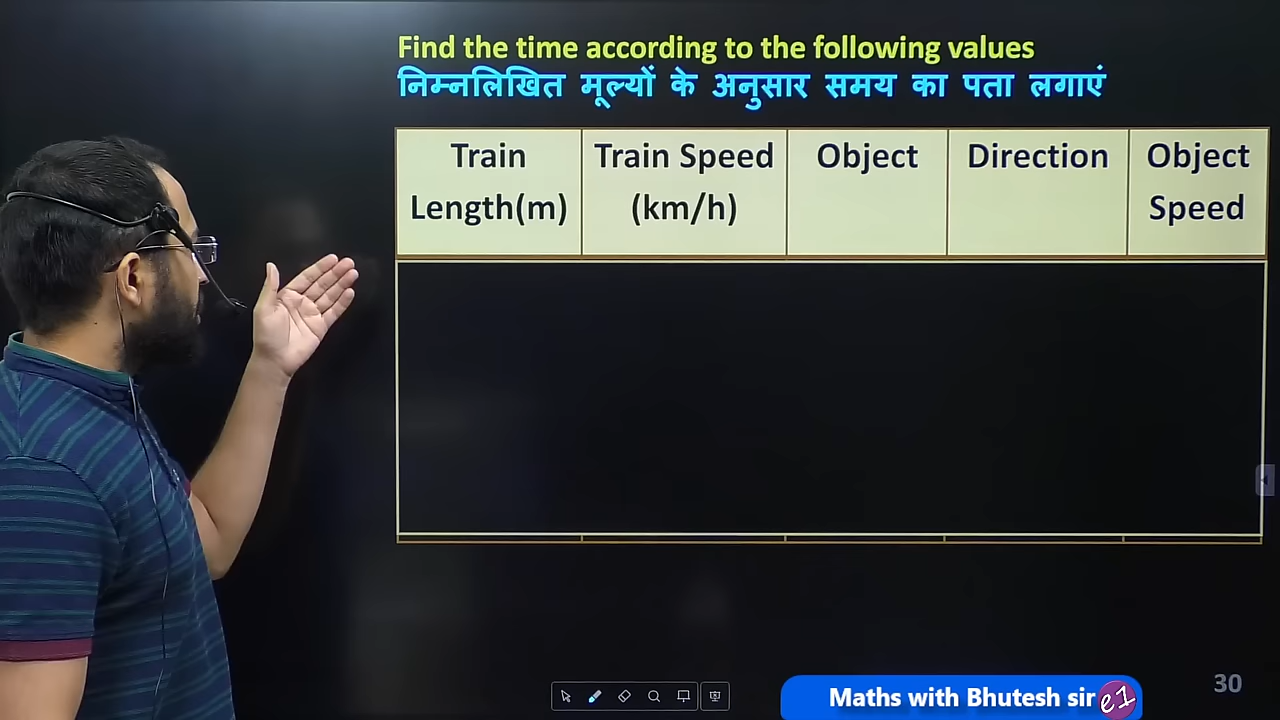 Find the time according to the following values
निम्नलिखित मूल्यों के अनुसार समय का पता लगाएं
Train Length(m)
Train Speed (km/h)
Object
Direction
Object Speed
Maths with Bhutesh sir e1
30